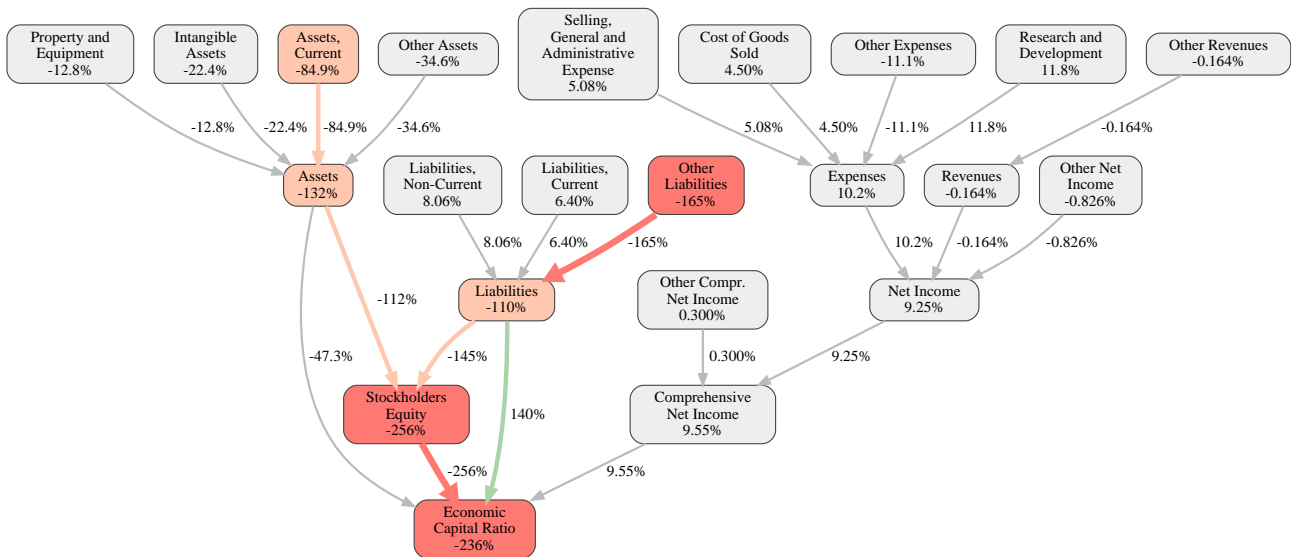 Property and
Equipment
-12.8%
Intangible
Assets
-22.4%
Assets,
Current
-84.9%
Other Assets
-34.6%
Selling,
General and
Administrative
Expense
5.08%
Cost of Goods
Sold
4.50%
Other Expenses
-11.1%
Research and
Development
11.8%
Other Revenues
-0.164%
-12.8%
-22.4%
-84.9%
-34.6%
5.08%
4.50%
-11.1%
11.8%
-0.164%
Assets
-132%
Liabilities,
Non-Current
8.06%
Liabilities,
Current
6.40%
Other
Liabilities
-165%
Expenses
10.2%
Revenues
-0.164%
Other Net
Income
-0.826%
8.06%
6.40%
-165%
10.2%
-0.164%
-0.826%
-112%
Liabilities
-110%
Other Compr.
Net Income
0.300%
Net Income
9.25%
-47.3%
-145%
0.300%
9.25%
Stockholders
Equity
-256%
140%
Comprehensive
Net Income
9.55%
-256%
9.55%
Economic
Capital Ratio
-236%